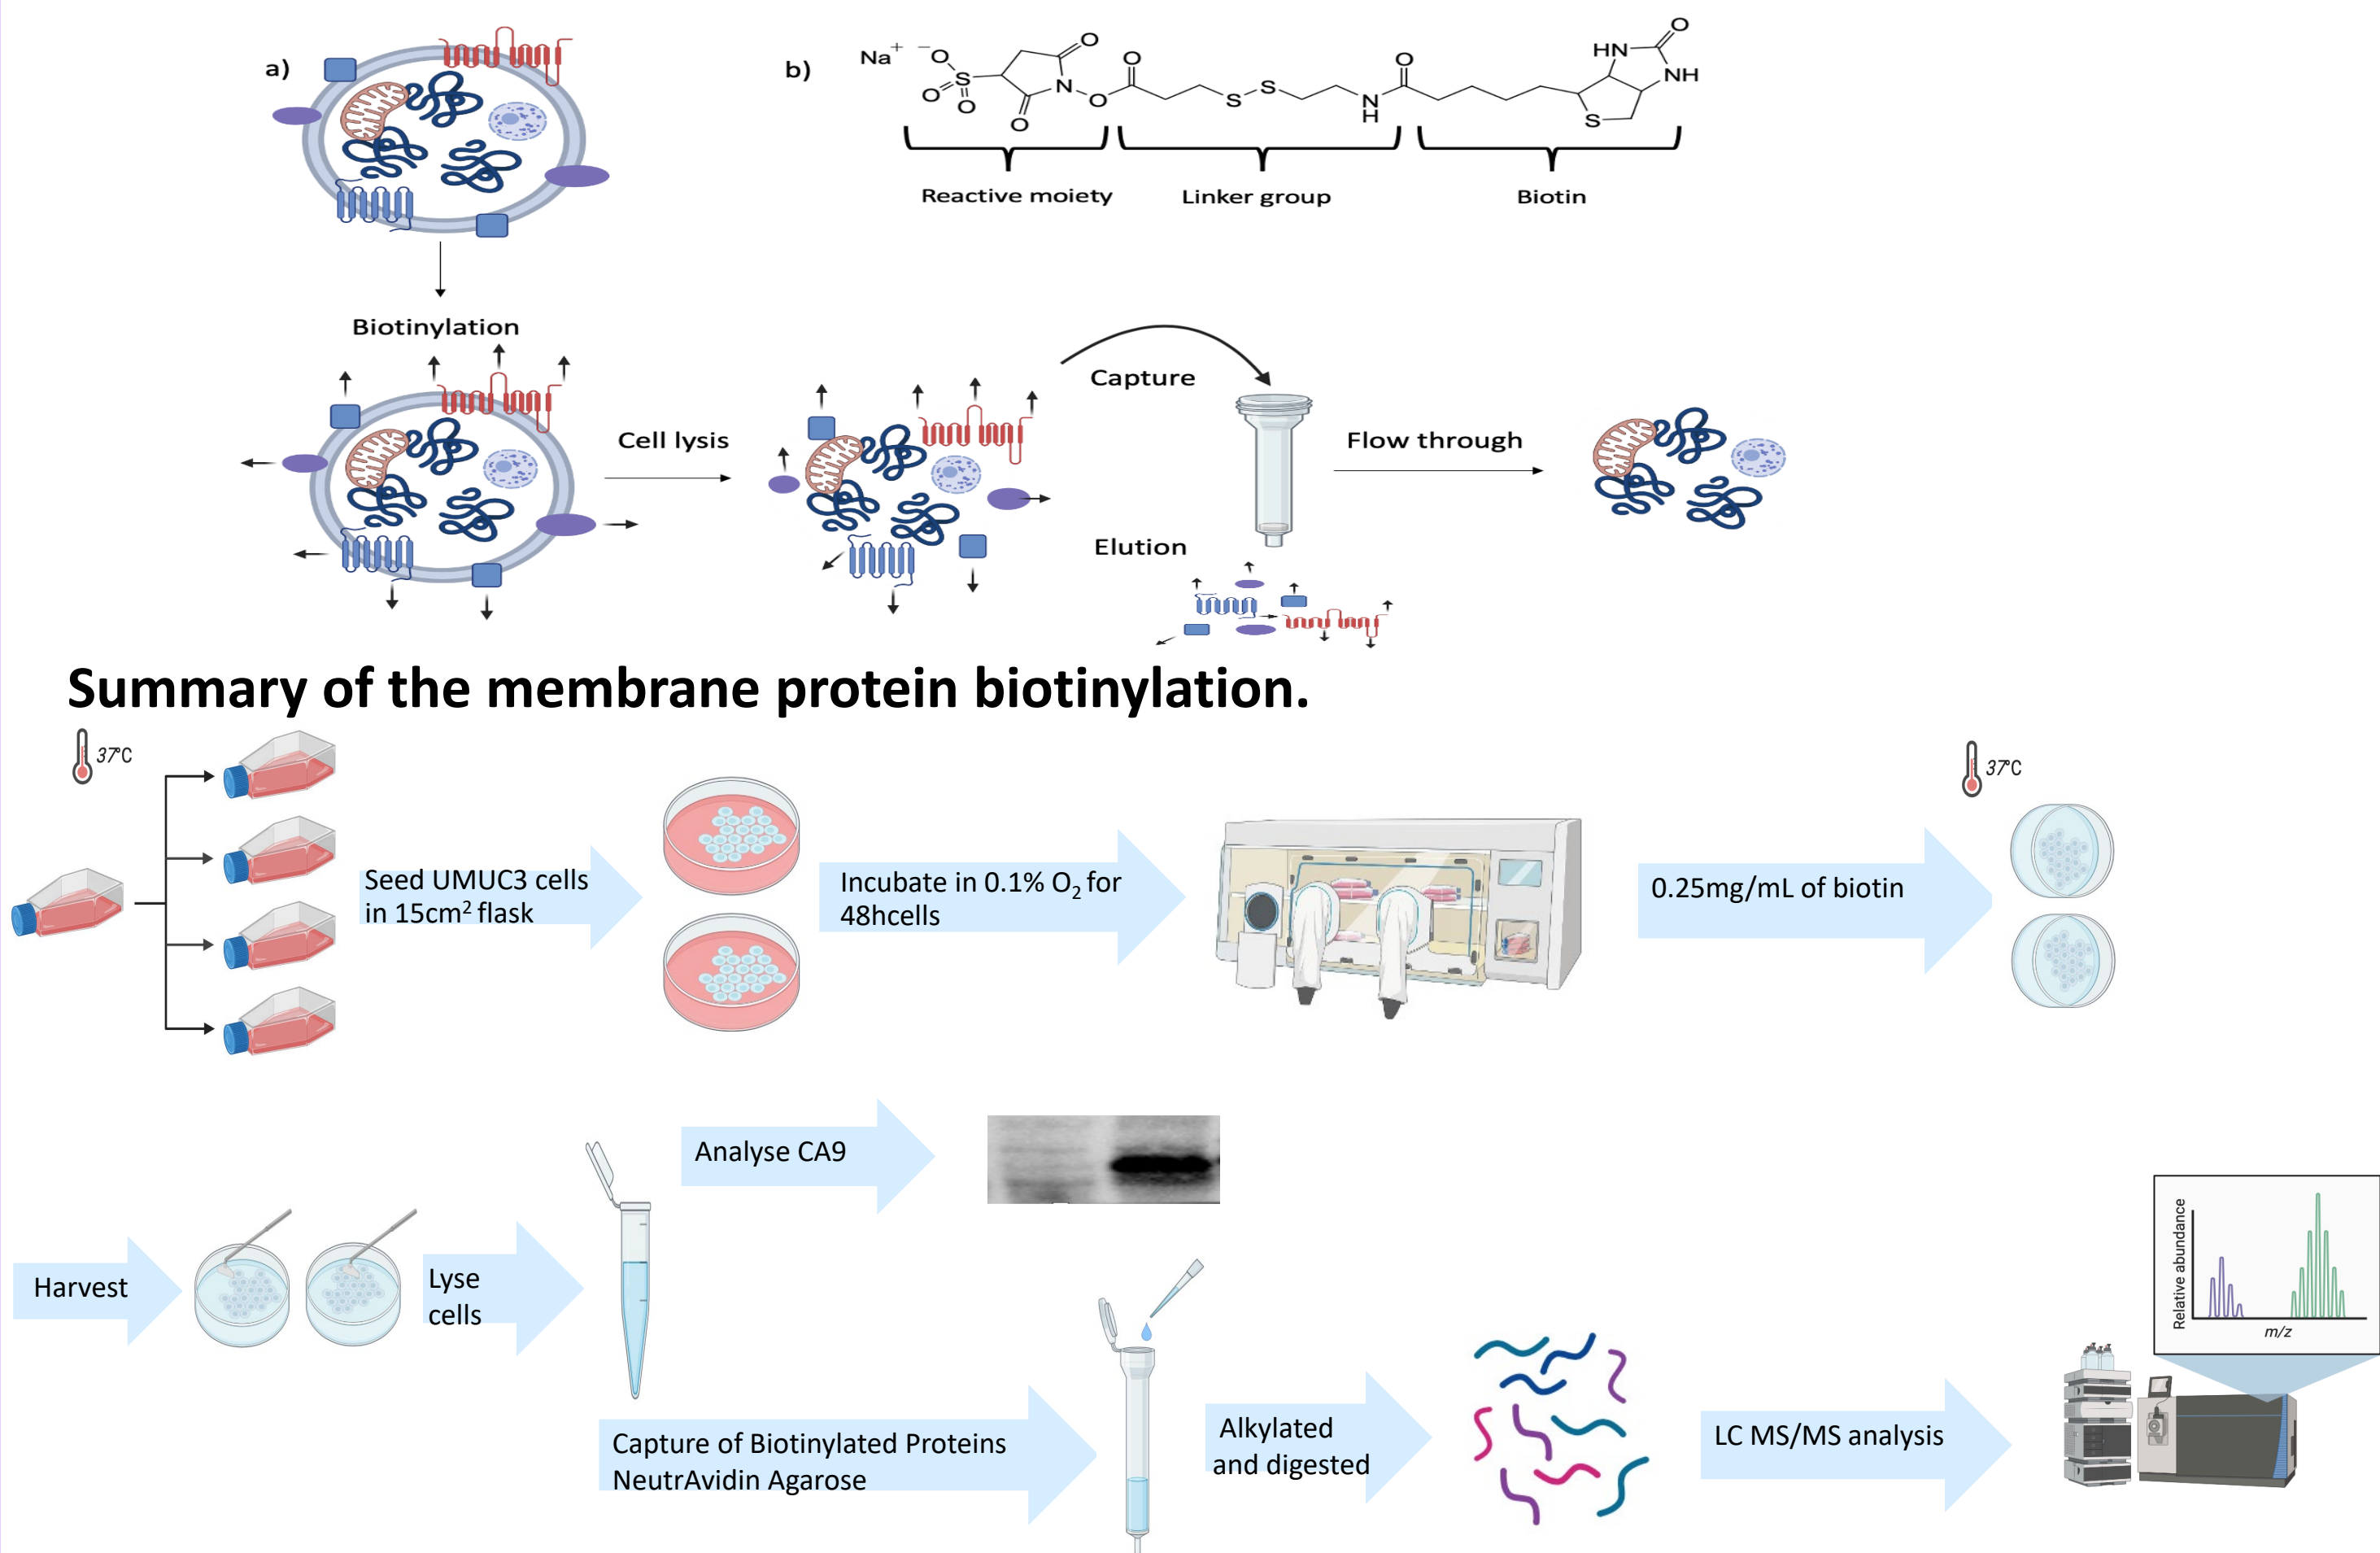 a)
b)
Na+ −O
O
S
O
O
O
N
O
O
O
S
S
N
H
O
HN
O
NH
S
Reactive moiety
Linker group
Biotin
Biotinylation
Cell lysis
Capture
Flow through
Elution
Summary of the membrane protein biotinylation.
37°C
Seed UMUC3 cells
in 15cm² flask
Incubate in 0.1% O₂ for
48hcells
0.25mg/mL of biotin
37°C
Harvest
Lyse
cells
Analyse CA9
Capture of Biotinylated Proteins
NeutrAvidin Agarose
Alkylated
and digested
LC MS/MS analysis
Relative abundance
m/z